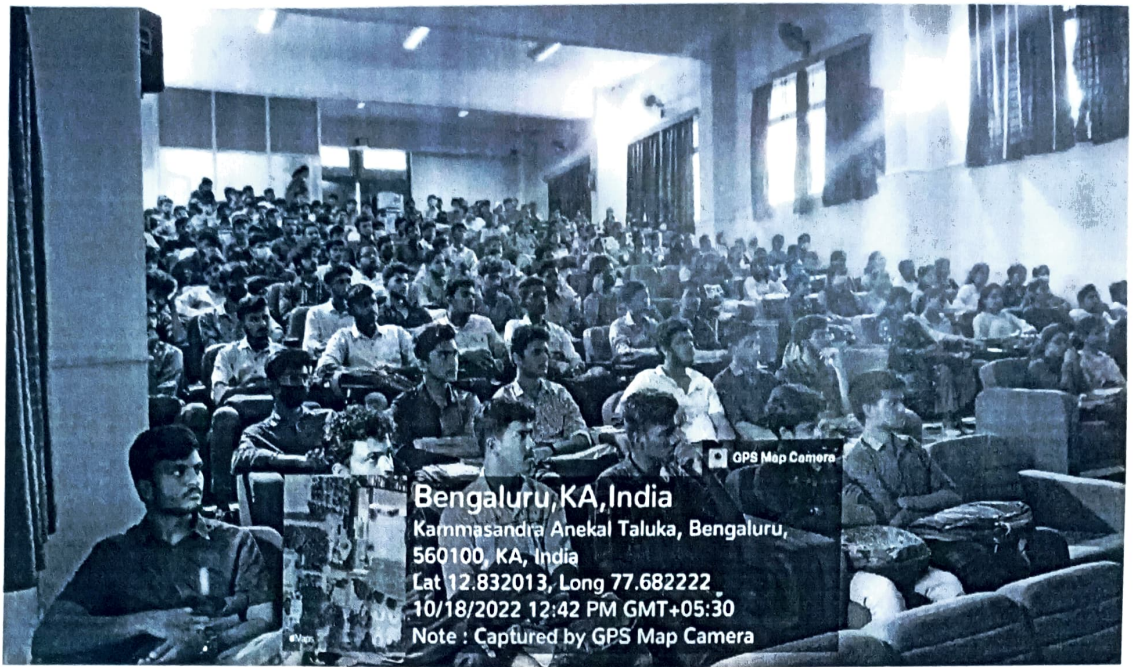 GPS Map Camera
Bengaluru,KA,India
Kammasandra Anekal Taluka, Bengaluru,
560100, KA, India
Lat 12.832013, Long 77.682222
10/18/2022 12:42 PM GMT+05:30
Note : Captured by GPS Map Camera
Maps